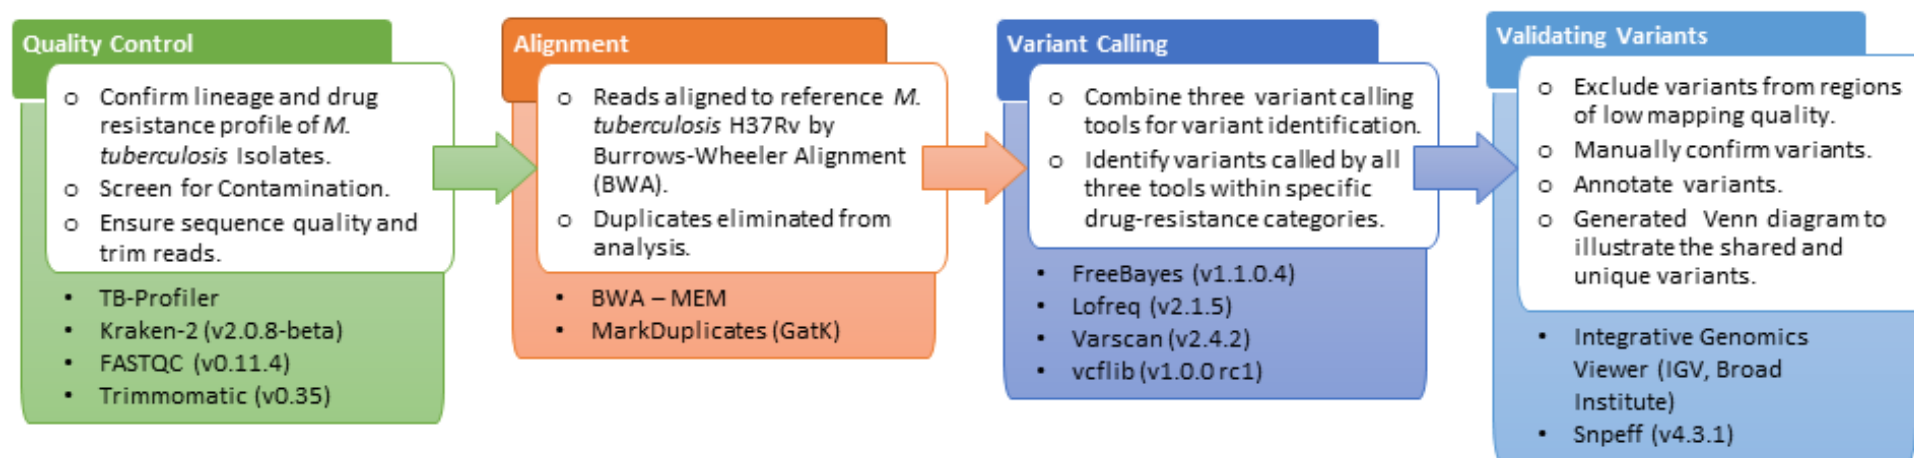 Quality Control
o Confirm lineage and drug
resistance profile of M.
tuberculosis Isolates.
o Screen for Contamination.
o Ensure sequence quality and
trim reads.
• TB-Profiler
• Kraken-2 (v2.0.8-beta)
• FASTQC (v0.11.4)
• Trimmomatic (v0.35)
Alignment
o Reads aligned to reference M.
tuberculosis H37Rv by
Burrows-Wheeler Alignment
(BWA).
o Duplicates eliminated from
analysis.
• BWA – MEM
• MarkDuplicates (GatK)
Variant Calling
o Combine three variant calling
tools for variant identification.
o Identify variants called by all
three tools within specific
drug-resistance categories.
• FreeBayes (v1.1.0.4)
• Lofreq (v2.1.5)
• Varscan (v2.4.2)
• vcflib (v1.0.0 rc1)
Validating Variants
o Exclude variants from regions
of low mapping quality.
o Manually confirm variants.
o Annotate variants.
o Generated Venn diagram to
illustrate the shared and
unique variants.
• Integrative Genomics
Viewer (IGV, Broad
Institute)
• Snpeff (v4.3.1)